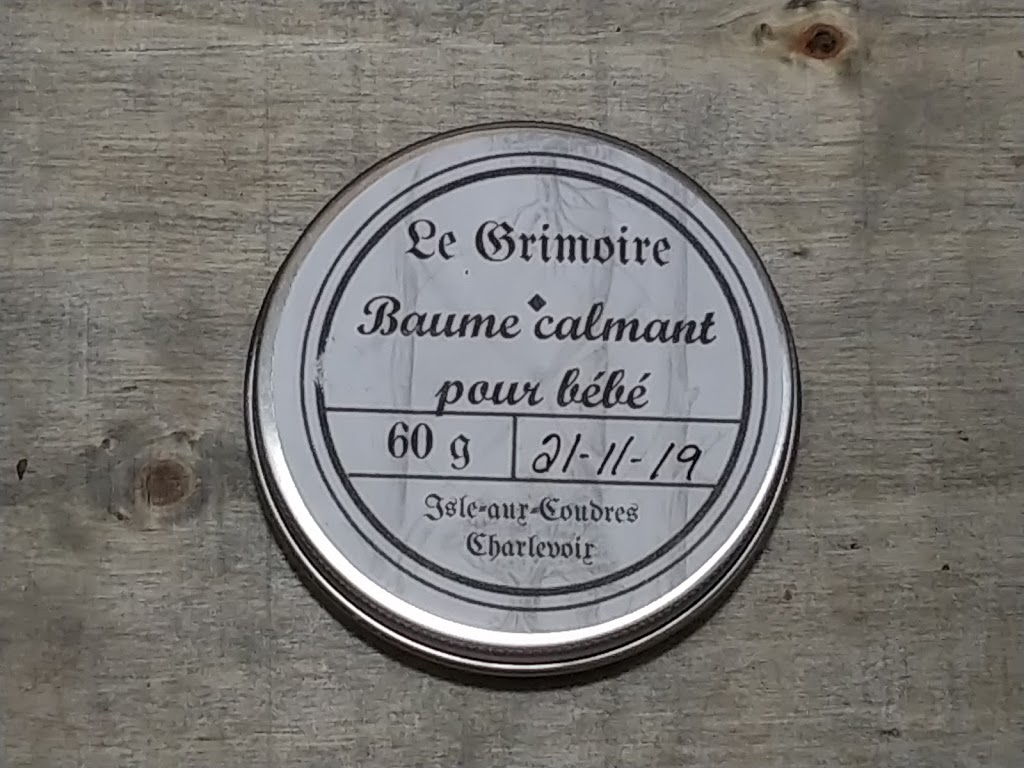 Le Grimoire
Baume calmant
pour bébé
60 g
21-11-19
Isle-aux-Coudres
Charlevoix